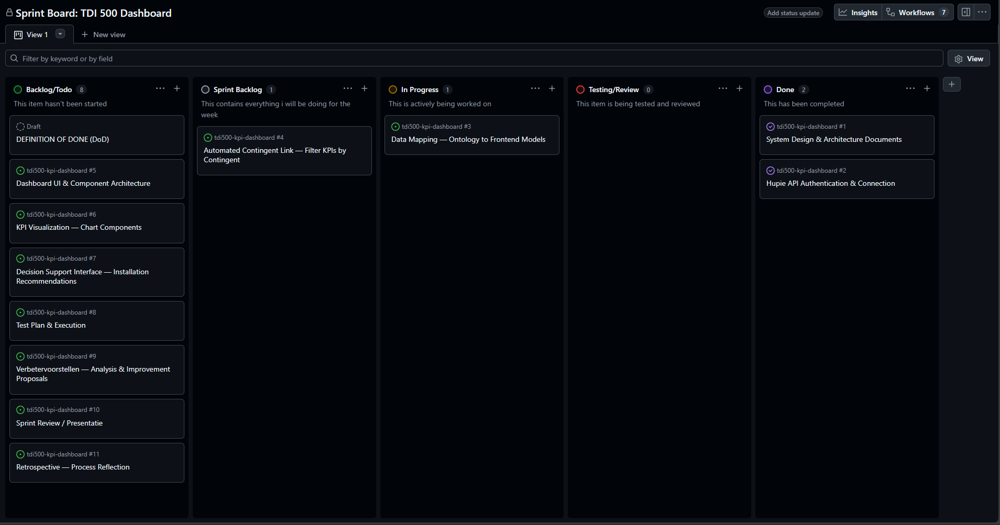 Sprint Board: TDI 500 Dashboard
Add status update
Insights
Workflows 7
View 1
New view
Filter by keyword or by field
View
Backlog/Todo 8
This item hasn't been started
Draft
DEFINITION OF DONE (DoD)
tdi500-kpi-dashboard #5
Dashboard UI & Component Architecture
tdi500-kpi-dashboard #6
KPI Visualization — Chart Components
tdi500-kpi-dashboard #7
Decision Support Interface — Installation
Recommendations
tdi500-kpi-dashboard #8
Test Plan & Execution
tdi500-kpi-dashboard #9
Verbetervoorstellen — Analysis & Improvement
Proposals
tdi500-kpi-dashboard #10
Sprint Review / Presentatie
tdi500-kpi-dashboard #11
Retrospective — Process Reflection
Sprint Backlog 1
This contains everything i will be doing for the
week
tdi500-kpi-dashboard #4
Automated Contingent Link — Filter KPIs by
Contingent
In Progress 1
This is actively being worked on
tdi500-kpi-dashboard #3
Data Mapping — Ontology to Frontend Models
Testing/Review 0
This item is being tested and reviewed
Done 2
This has been completed
tdi500-kpi-dashboard #1
System Design & Architecture Documents
tdi500-kpi-dashboard #2
Hupie API Authentication & Connection